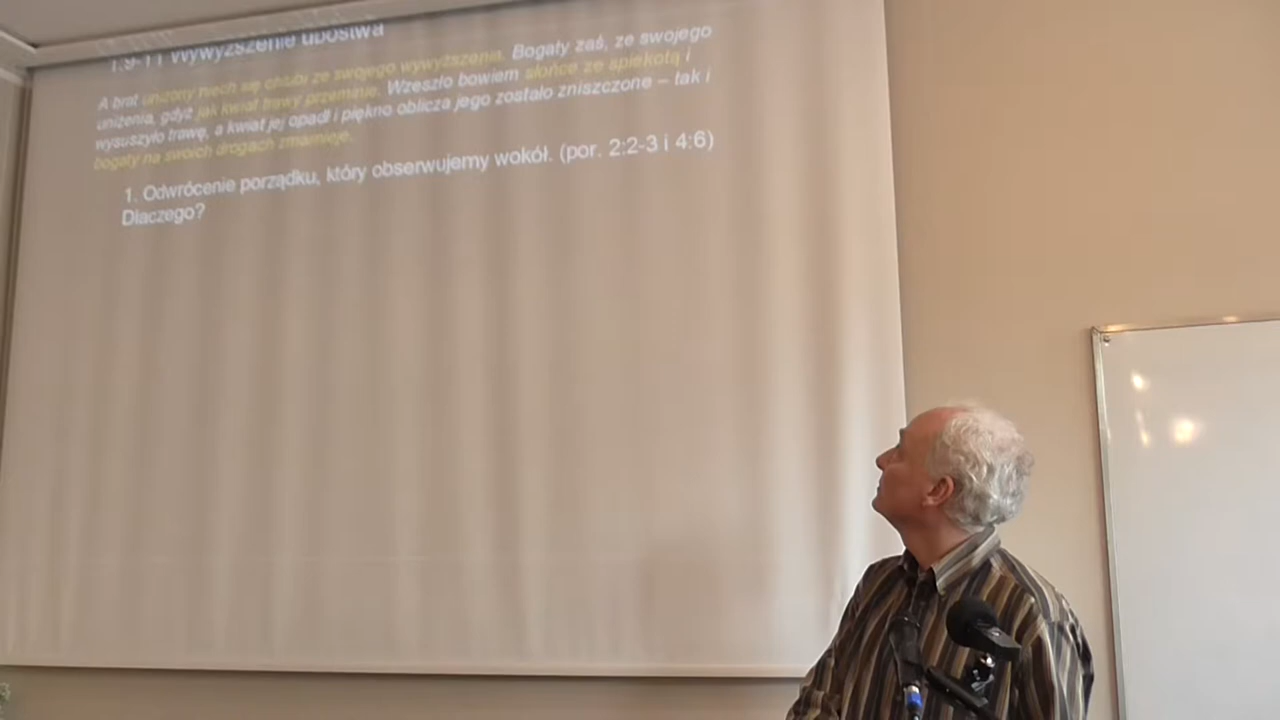 1:9-11 Wywyższenie ubóstwa
A brat uniżony niech się chlubi ze swojego wywyższenia. Bogaty zaś, ze swojego
uniżenia, gdyż jak kwiat trawy przeminie. Wzeszło bowiem słońce ze spiekotą i
wysuszyło trawę, a kwiat jej opadł i piękno oblicza jego zostało zniszczone – tak i
bogaty na swoich drogach zmarnieje.
1. Odwrócenie porządku, który obserwujemy wokół. (por. 2:2-3 i 4:6)
Dlaczego?